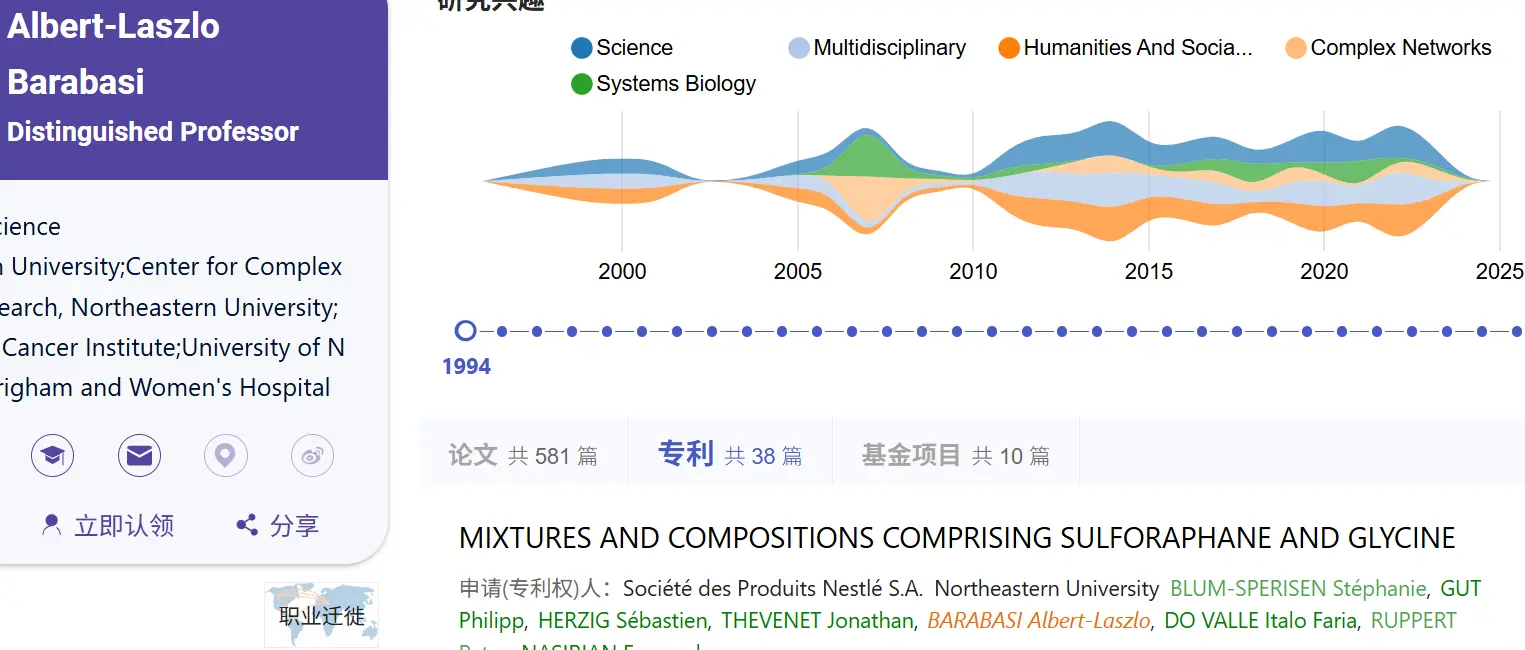 Albert-Laszlo
Barabasi
Distinguished Professor
cience
University;Center for Complex
earch, Northeastern University;
Cancer Institute;University of N
righam and Women's Hospital
立即认领
分享
职业迁徙
研究兴趣
Science
Multidisciplinary
Humanities And Socia...
Complex Networks
Systems Biology
2000 2005 2010 2015 2020 2025
1994
论文 共 581 篇
专利 共 38 篇
基金项目 共 10 篇
MIXTURES AND COMPOSITIONS COMPRISING SULFORAPHANE AND GLYCINE
申请(专利权)人：Société des Produits Nestlé S.A. Northeastern University BLUM-SPERISEN Stéphanie, GUT
Philipp, HERZIG Sébastien, THEVENET Jonathan, BARABASI Albert-Laszlo, DO VALLE Italo Faria, RUPPERT